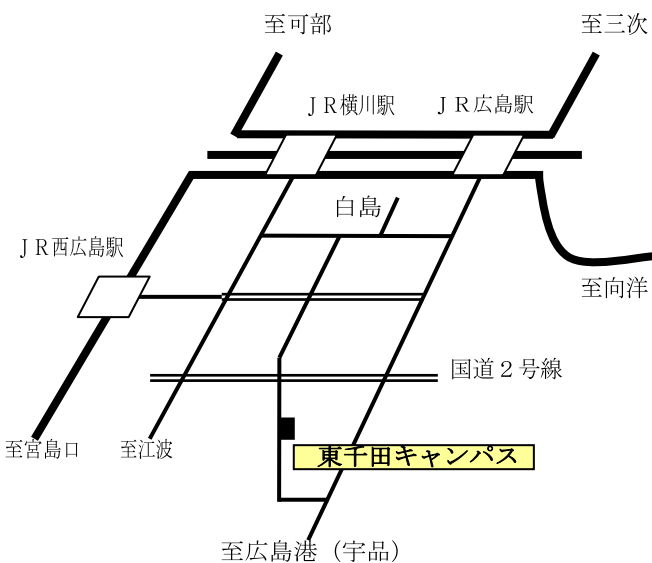 至可部
至三次
ＪＲ横川駅
ＪＲ広島駅
白島
ＪＲ西広島駅
至向洋
国道２号線
至宮島口
至江波
東千田キャンパス
至広島港（宇品）